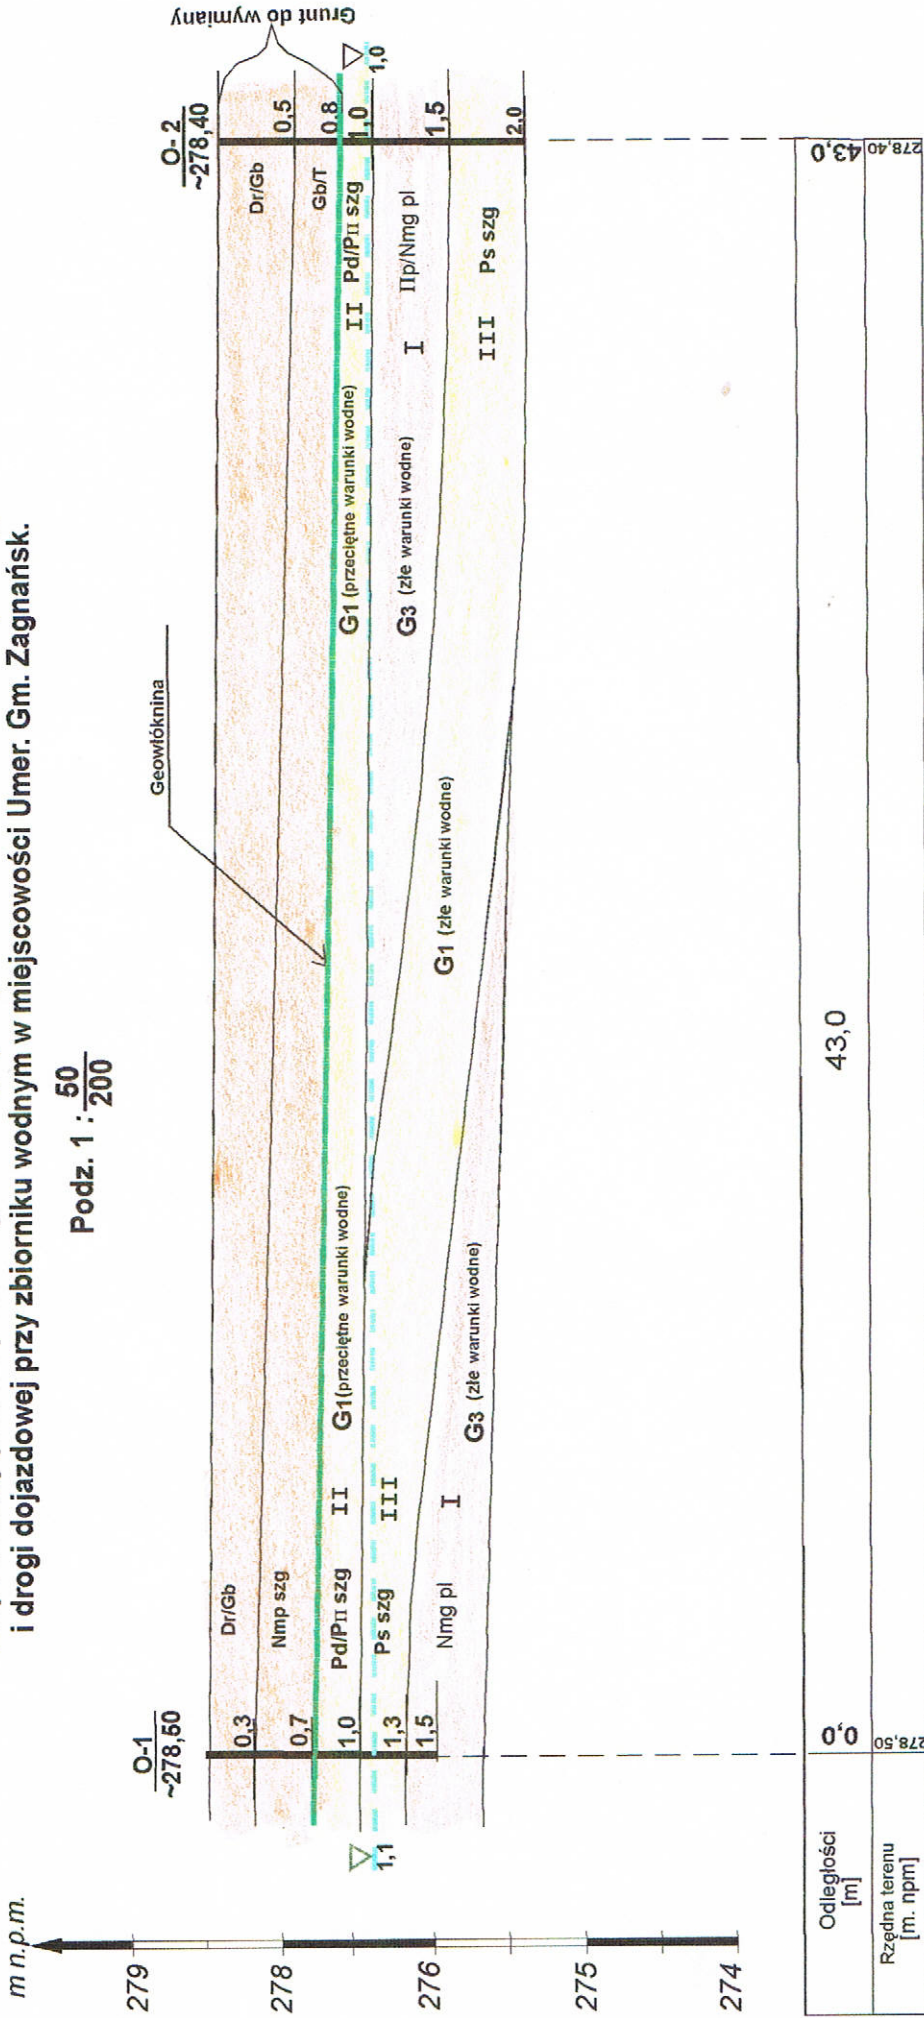 i drogi dojazdowej przy zbiorniku wodnym w miejscowości Umer. Gm. Zagnańsk.
Podz. 1 : 50
200
m n.p.m.
279
278
276
275
274
O-1
~278,50
0,3
0,7
1,0
1,3
1,5
1,1
Dr/Gb
Nmp szg
Pd/PΠ szg
II
Ps szg
III
Nmg pl
I
G1(przeciętne warunki wodne)
G3 (złe warunki wodne)
Geowłóknina
G1 (złe warunki wodne)
G1 (przeciętne warunki wodne)
G3 (złe warunki wodne)
O-2
~278,40
Grunt do wymiany
Dr/Gb
0,5
Gb/T
0,8
II Pd/PΠ szg
1,0
1,0
I
Πp/Nmg pl
1,5
III
Ps szg
2,0
Odległości
[m]
0,0
43,0
43,0
43,0
Rzędna terenu
[m. npm]
278,50
278,40